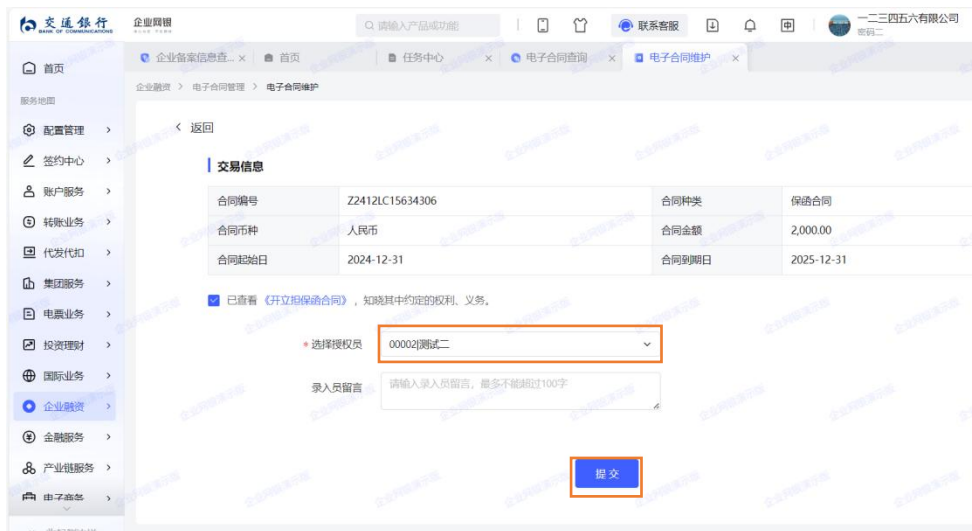 交通银行 企业网银 请输入产品或功能 联系客服 一二三四五六有限公司
BANK OF COMMUNICATIONS 密码二
首页
服务地图
配置管理
签约中心
账户服务
转账业务
代发代扣
集团服务
电票业务
投资理财
国际业务
企业融资
金融服务
产业链服务
电子商务
企业备案信息查... × 首页 任务中心 × 电子合同查询 × 电子合同维护 ×
企业融资 > 电子合同管理 > 电子合同维护
返回
交易信息
合同编号 Z2412LC15634306 合同种类 保函合同
合同币种 人民币 合同金额 2,000.00
合同起始日 2024-12-31 合同到期日 2025-12-31
已查看《开立担保函合同》，知晓其中约定的权利、义务。
* 选择授权员 00002|测试二
录入员留言 请输入录入员留言，最多不能超过100字
提交
企业网银演示版